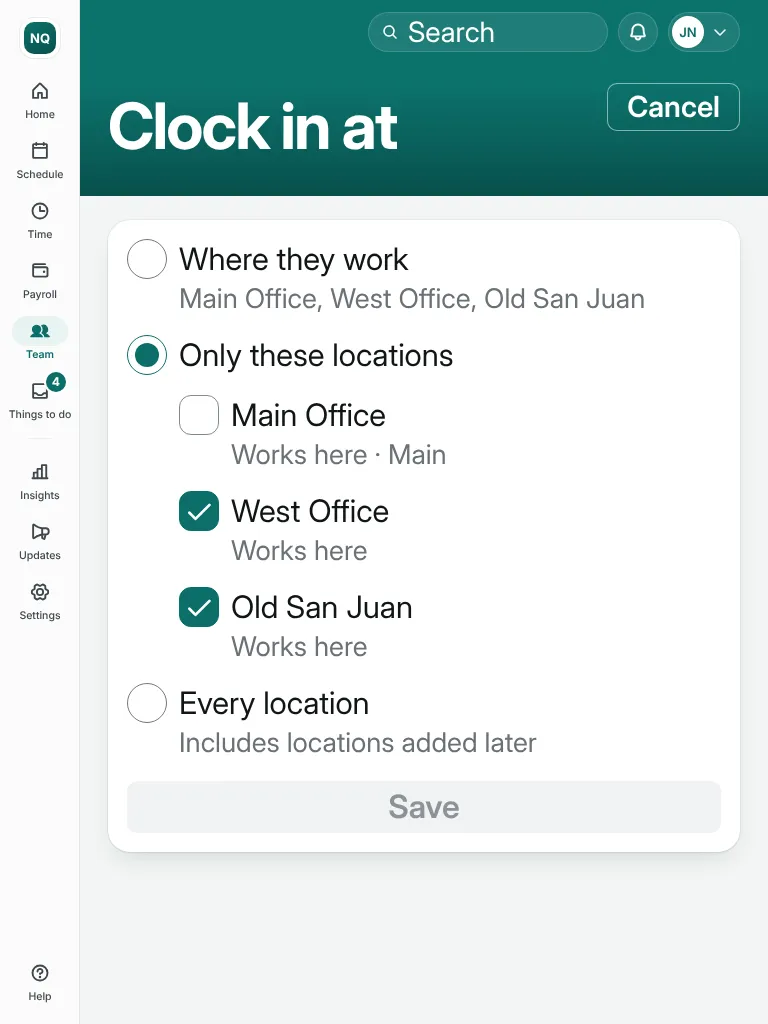 NQ
Search
JN
Home
Schedule
Time
Payroll
Team
4
Things to do
Insights
Updates
Settings
Help
Clock in at
Cancel
Where they work
Main Office, West Office, Old San Juan
Only these locations
Main Office
Works here · Main
West Office
Works here
Old San Juan
Works here
Every location
Includes locations added later
Save